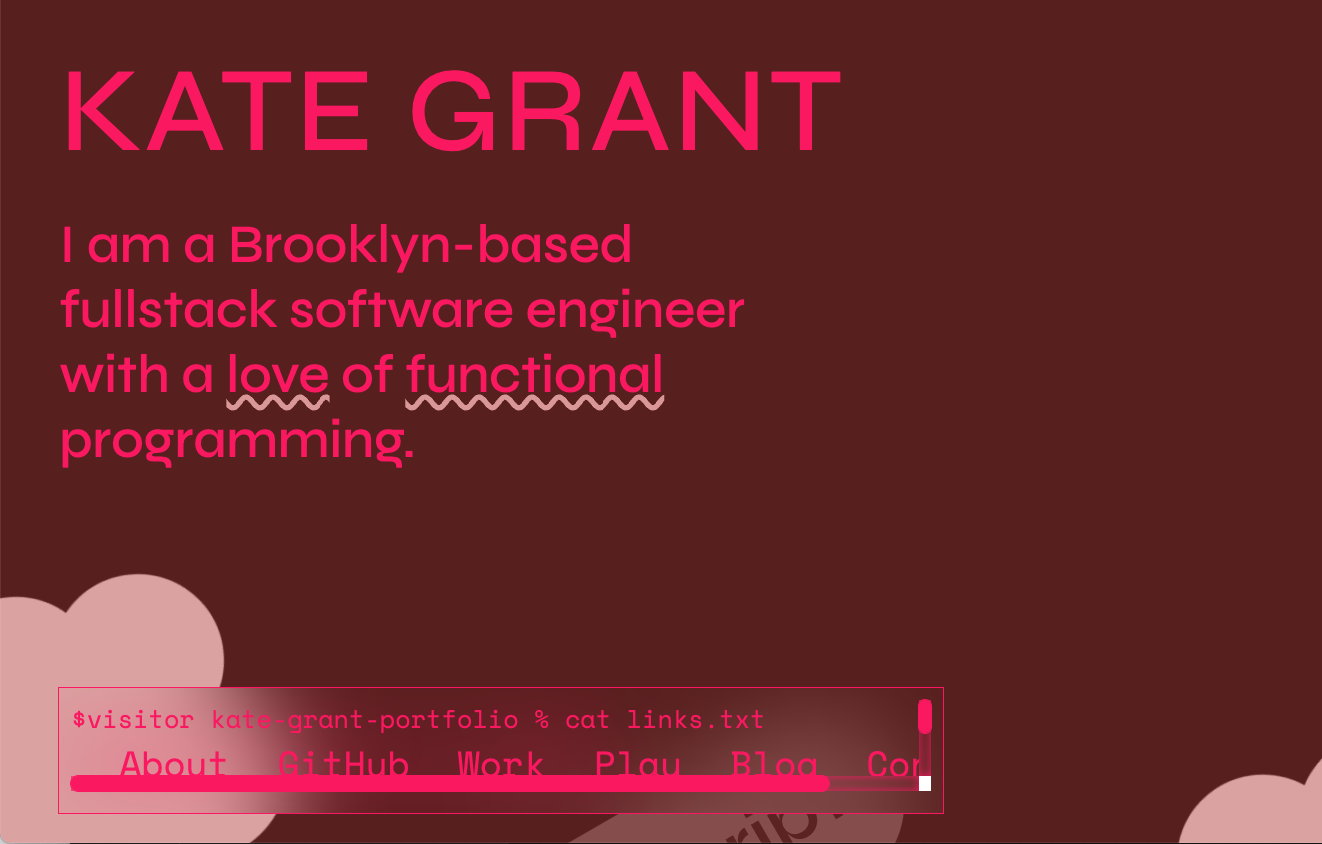 KATE GRANT
I am a Brooklyn-based
fullstack software engineer
with a love of functional
programming.
$visitor kate-grant-portfolio % cat links.txt
About GitHub Work Play Blog